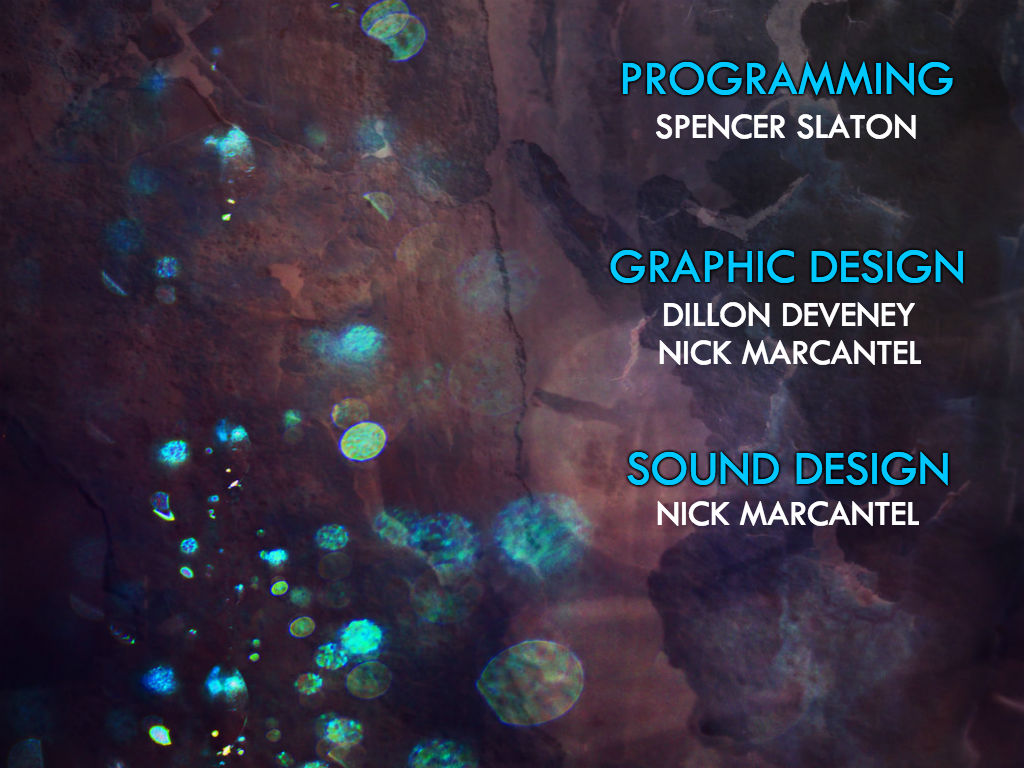 PROGRAMMING
SPENCER SLATON
GRAPHIC DESIGN
DILLON DEVENEY
NICK MARCANTEL
SOUND DESIGN
NICK MARCANTEL